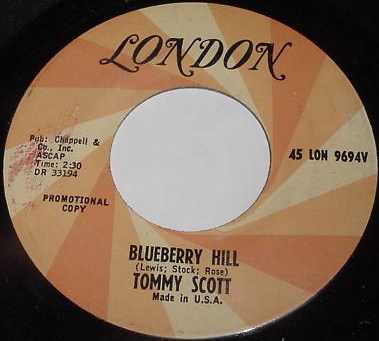 LONDON
Pub: Chappell &
Co., Inc.
ASCAP
Time: 2:30
DR 33194
PROMOTIONAL
COPY
45 LON 9694V
BLUEBERRY HILL
(Lewis; Stock; Rose)
TOMMY SCOTT
Made in U.S.A.